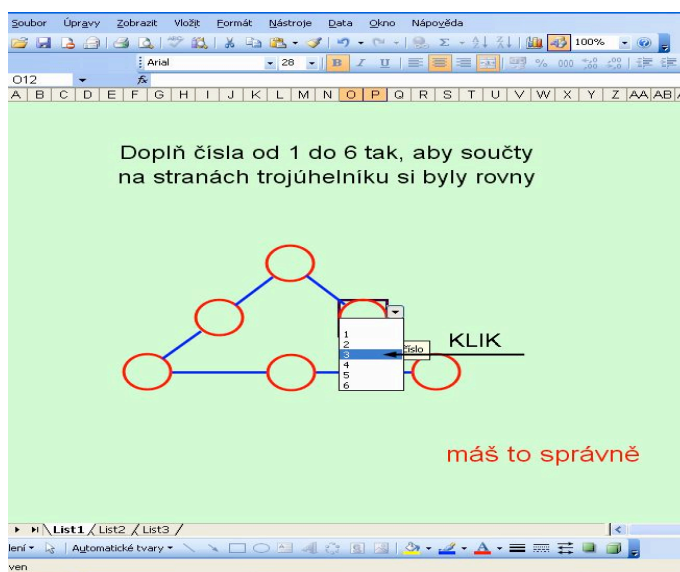 Soubor Úpravy Zobrazit Vložit Formát Nástroje Data Okno Nápověda
100%
Arial 28 B I U % 000
O12 fx
A B C D E F G H I J K L M N O P Q R S T U V W X Y Z AA AB
Doplň čísla od 1 do 6 tak, aby součty
na stranách trojúhelníku si byly rovny
1
2
3
4
5
6
číslo
KLIK
máš to správně
List1 List2 List3
lení Automatické tvary
ven